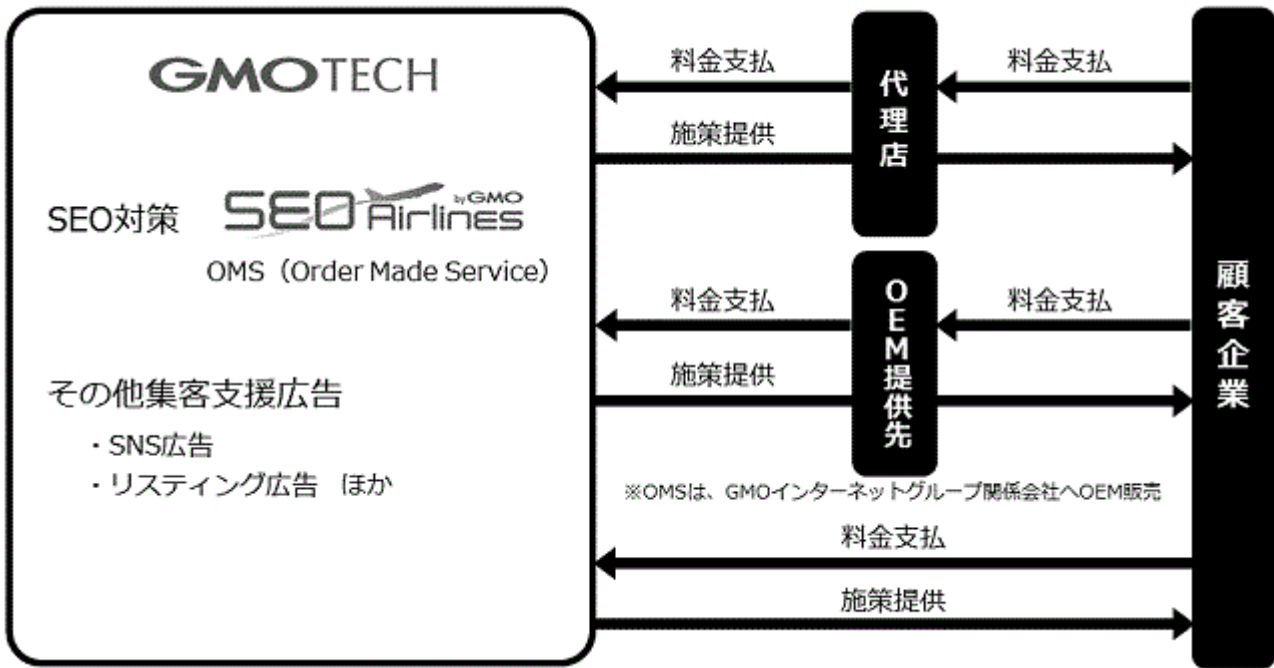 GMOTECH
SEO対策
SEO Airlines by GMO
OMS（Order Made Service）
その他集客支援広告
・SNS広告
・リスティング広告　ほか
料金支払
料金支払
施策提供
代理店
料金支払
料金支払
施策提供
OEM提供先
※OMSは、GMOインターネットグループ関係会社へOEM販売
料金支払
施策提供
顧客企業